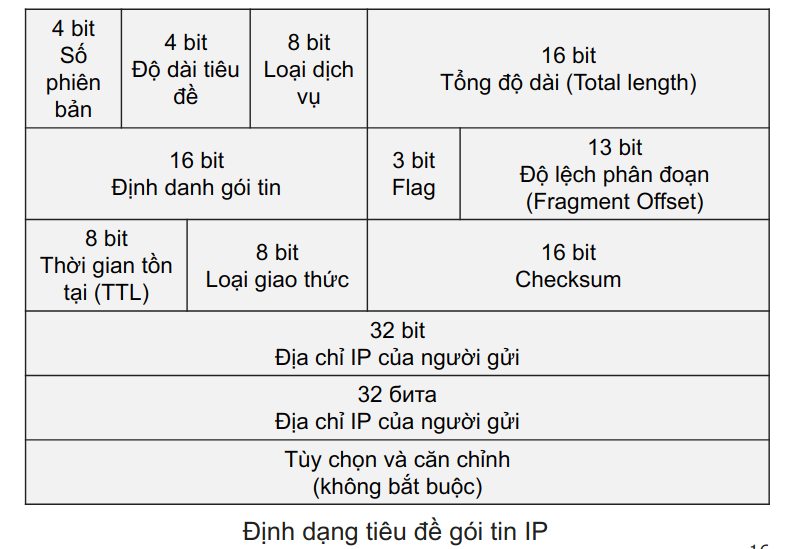 4 bit
Số
phiên
bản
4 bit
Độ dài tiêu
đề
8 bit
Loại dịch
vụ
16 bit
Tổng độ dài (Total length)
16 bit
Định danh gói tin
3 bit
Flag
13 bit
Độ lệch phân đoạn
(Fragment Offset)
8 bit
Thời gian tồn
tại (TTL)
8 bit
Loại giao thức
16 bit
Checksum
32 bit
Địa chỉ IP của người gửi
32 бита
Địa chỉ IP của người gửi
Tùy chọn và căn chỉnh
(không bắt buộc)
Định dạng tiêu đề gói tin IP